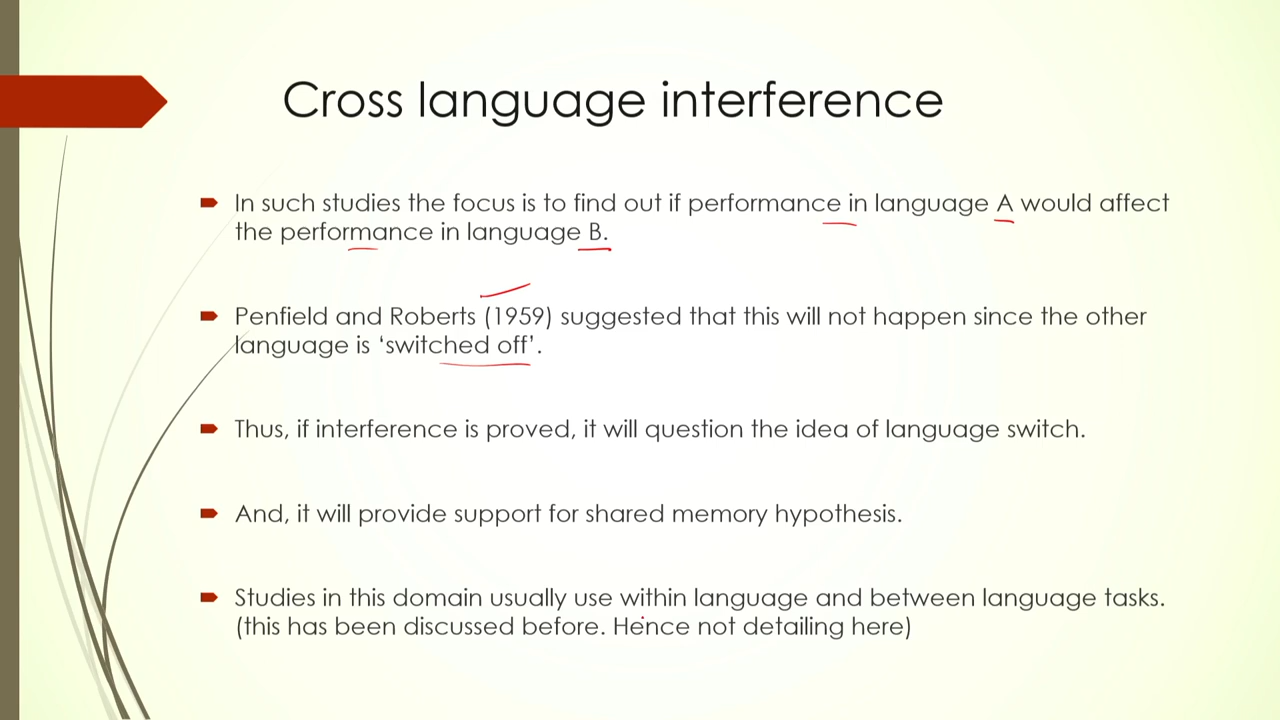 Cross language interference
In such studies the focus is to find out if performance in language A would affect
the performance in language B.
Penfield and Roberts (1959) suggested that this will not happen since the other
language is ‘switched off’.
Thus, if interference is proved, it will question the idea of language switch.
And, it will provide support for shared memory hypothesis.
Studies in this domain usually use within language and between language tasks.
(this has been discussed before. Hence not detailing here)